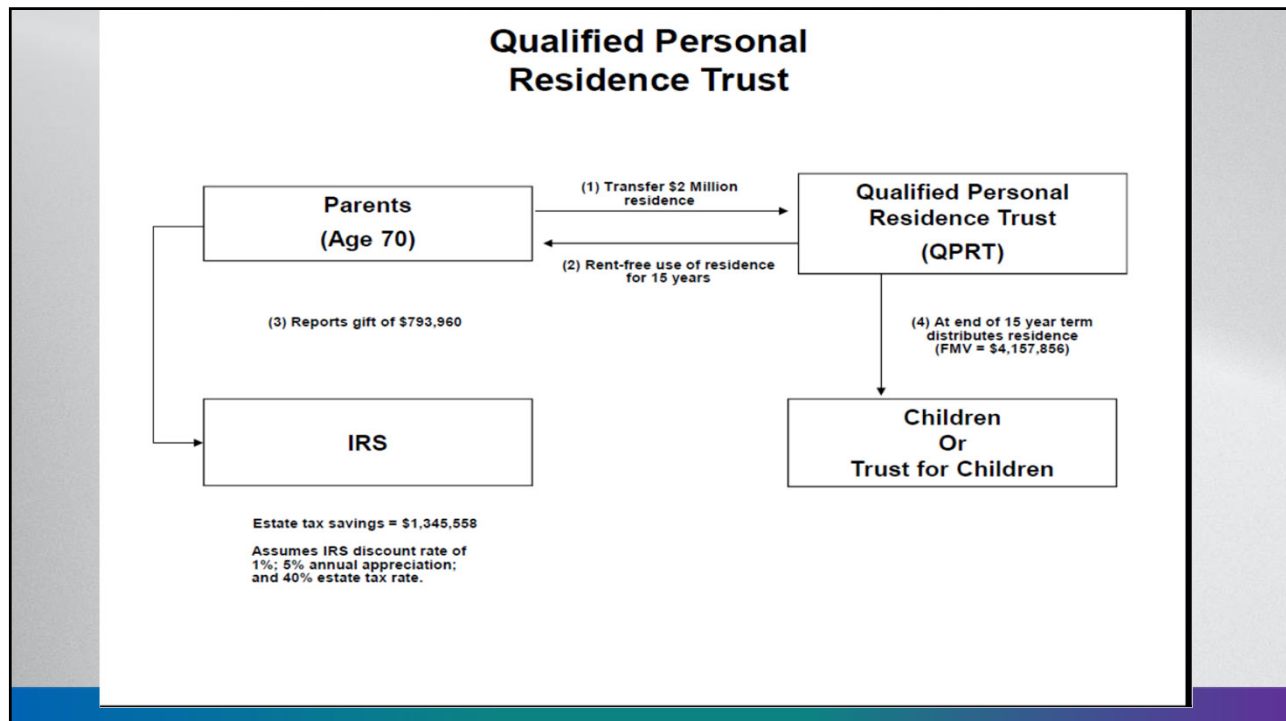 Qualified Personal
Residence Trust
Parents
(Age 70)
(1) Transfer $2 Million
residence
(2) Rent-free use of residence
for 15 years
Qualified Personal
Residence Trust
(QPRT)
(3) Reports gift of $793,960
(4) At end of 15 year term
distributes residence
(FMV = $4,157,856)
IRS
Children
Or
Trust for Children
Estate tax savings = $1,345,558
Assumes IRS discount rate of
1%; 5% annual appreciation;
and 40% estate tax rate.